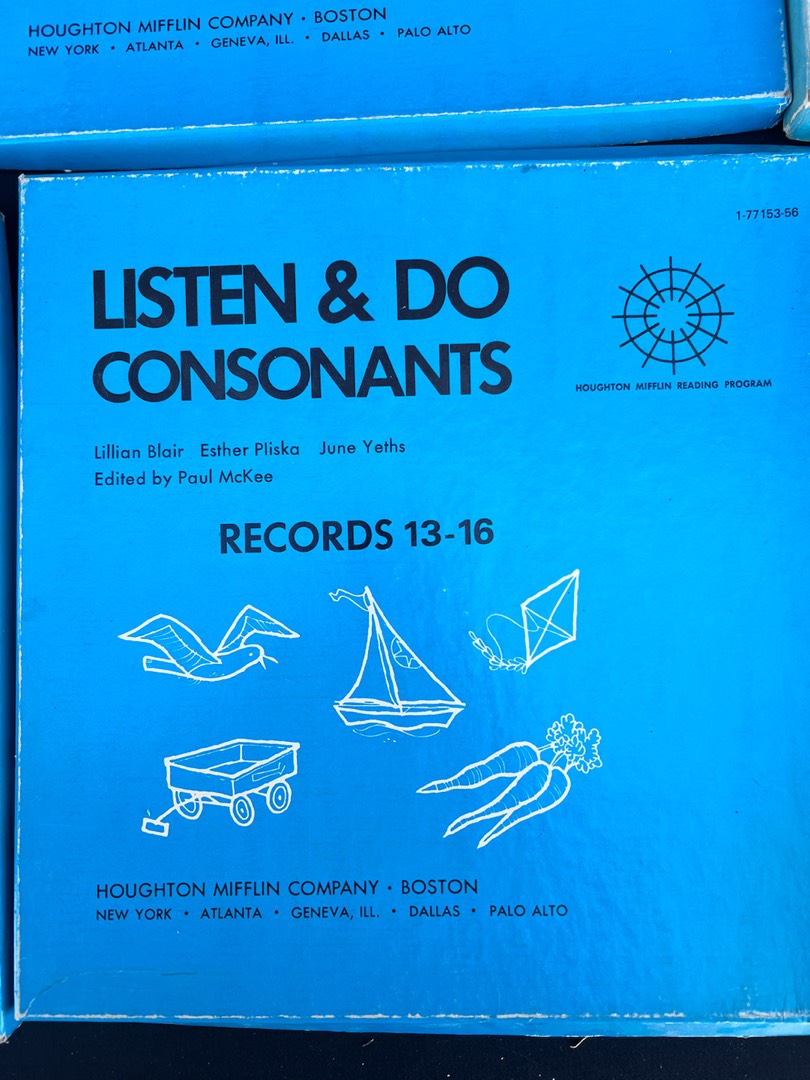 HOUGHTON MIFFLIN COMPANY • BOSTON
NEW YORK • ATLANTA • GENEVA, ILL. • DALLAS • PALO ALTO
1-77153-56
LISTEN & DO
CONSONANTS
HOUGHTON MIFFLIN READING PROGRAM
Lillian Blair Esther Pliska June Yeths
Edited by Paul McKee
RECORDS 13-16
HOUGHTON MIFFLIN COMPANY • BOSTON
NEW YORK • ATLANTA • GENEVA, ILL. • DALLAS • PALO ALTO